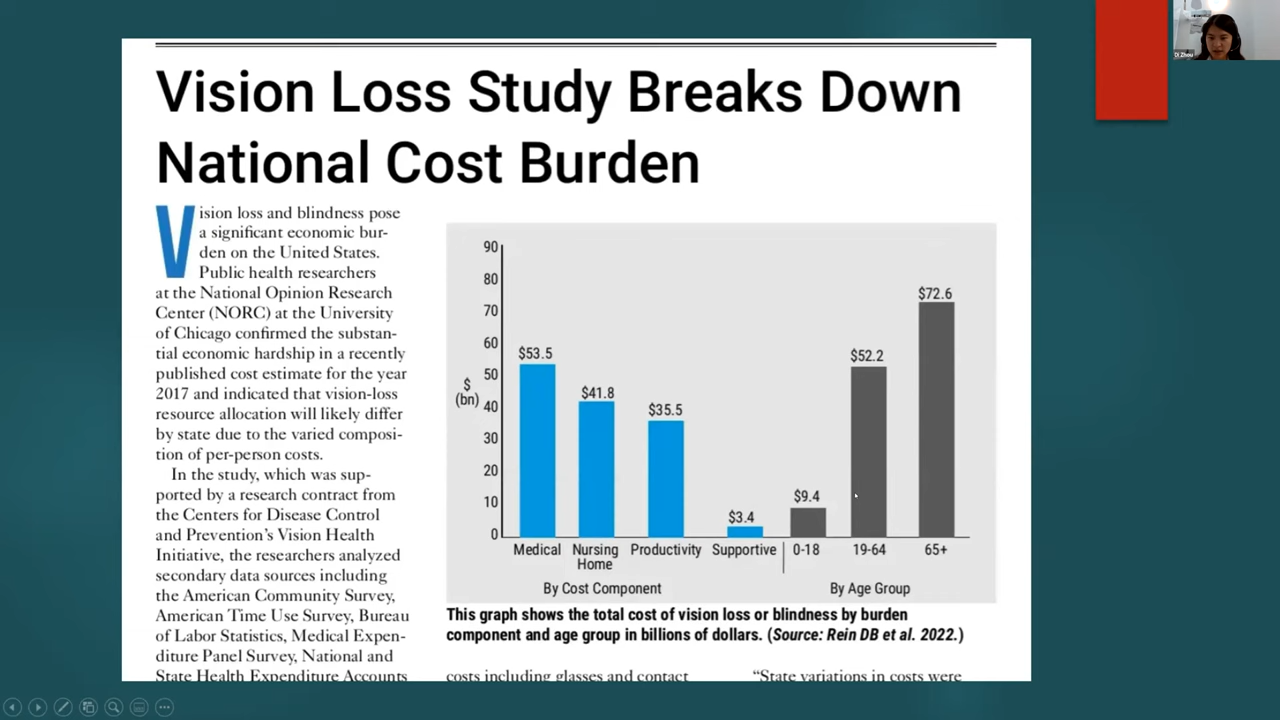 Vision Loss Study Breaks Down
National Cost Burden
Vision loss and blindness pose
a significant economic bur-
den on the United States.
Public health researchers
at the National Opinion Research
Center (NORC) at the University
of Chicago confirmed the substan-
tial economic hardship in a recently
published cost estimate for the year
2017 and indicated that vision-loss
resource allocation will likely differ
by state due to the varied composi-
tion of per-person costs.
In the study, which was sup-
ported by a research contract from
the Centers for Disease Control
and Prevention's Vision Health
Initiative, the researchers analyzed
secondary data sources including
the American Community Survey,
American Time Use Survey, Bureau
of Labor Statistics, Medical Expen-
diture Panel Survey, National and
State Health Expenditure Accounts
$
(bn)
90
80
70
60
50
40
30
20
10
0
$53.5
$41.8
$35.5
$3.4
$9.4
$52.2
$72.6
Medical
Nursing
Home
Productivity
Supportive
0-18
19-64
65+
By Cost Component
By Age Group
This graph shows the total cost of vision loss or blindness by burden
component and age group in billions of dollars. (Source: Rein DB et al. 2022.)
costs including glasses and contact
"State variations in costs were
Di Zhou